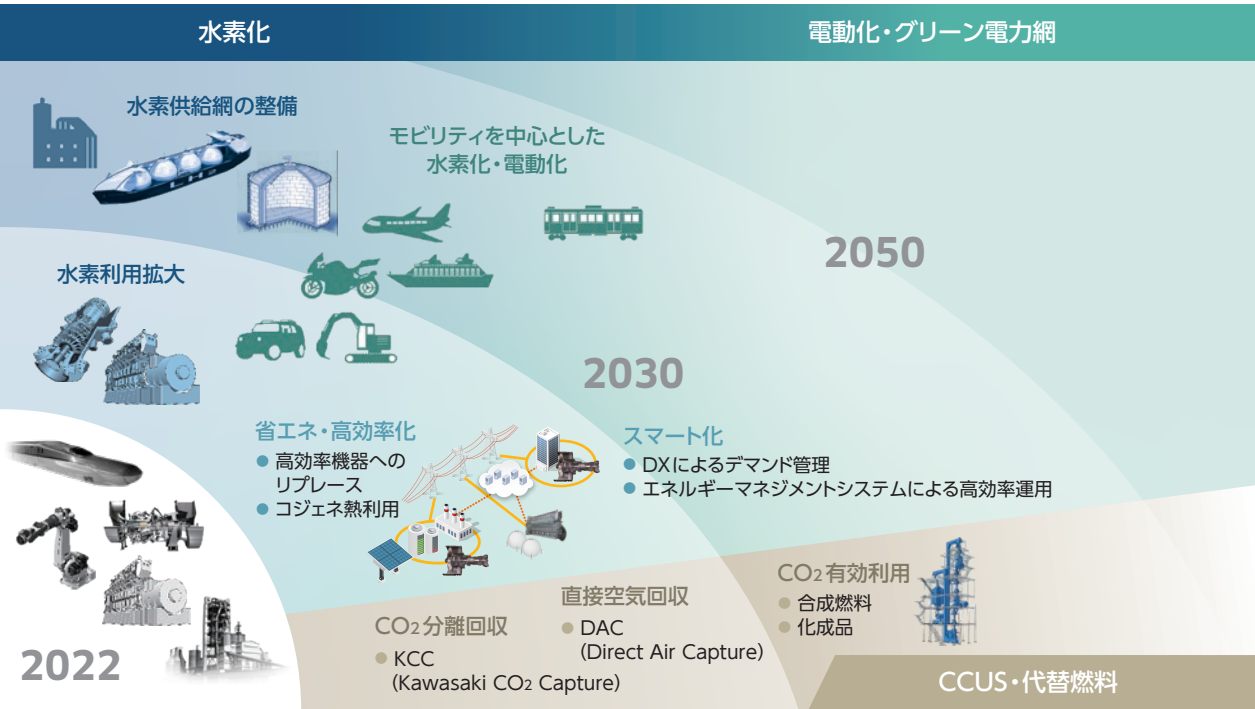 水素化
電動化・グリーン電力網
水素供給網の整備
モビリティを中心とした
水素化・電動化
LH2
水素利用拡大
2050
2030
省エネ・高効率化
● 高効率機器への
リプレース
● コジェネ熱利用
スマート化
● DXによるデマンド管理
● エネルギーマネジメントシステムによる高効率運用
2022
CO2分離回収
● KCC
(Kawasaki CO2 Capture)
直接空気回収
● DAC
(Direct Air Capture)
CO2有効利用
● 合成燃料
● 化成品
CCUS・代替燃料